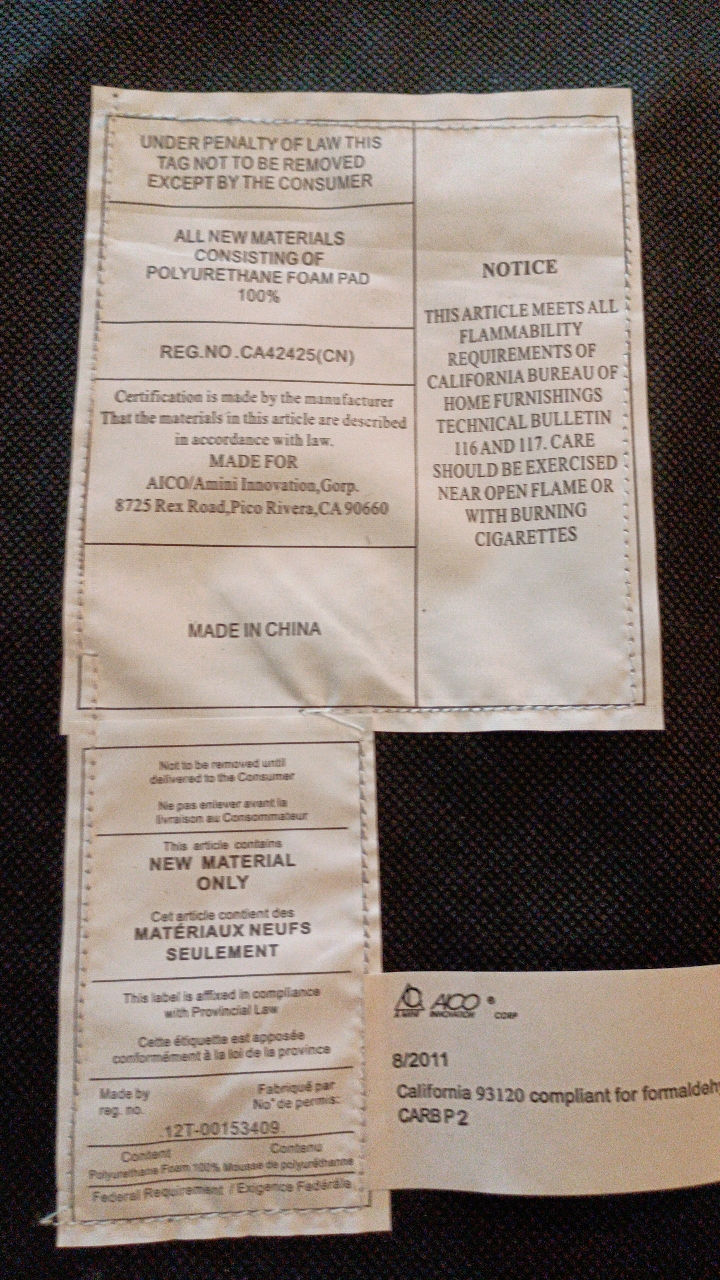 UNDER PENALTY OF LAW THIS
TAG NOT TO BE REMOVED
EXCEPT BY THE CONSUMER
ALL NEW MATERIALS
CONSISTING OF
POLYURETHANE FOAM PAD
100%
REG.NO.CA42425(CN)
Certification is made by the manufacturer
That the materials in this article are described
in accordance with law.
MADE FOR
AICO/Amini Innovation,Gorp.
8725 Rex Road,Pico Rivera,CA 90660
MADE IN CHINA
NOTICE
THIS ARTICLE MEETS ALL
FLAMMABILITY
REQUIREMENTS OF
CALIFORNIA BUREAU OF
HOME FURNISHINGS
TECHNICAL BULLETIN
116 AND 117. CARE
SHOULD BE EXERCISED
NEAR OPEN FLAME OR
WITH BURNING
CIGARETTES
Not to be removed until
delivered to the Consumer
Ne pas enlever avant la
livraison au Consommateur
This article contains
NEW MATERIAL
ONLY
Cet article contient des
MATÉRIAUX NEUFS
SEULEMENT
This label is affixed in compliance
with Provincial Law
Cette étiquette est apposée
conformément à la loi de la province
Made by Fabriqué par
reg. no. No° de permis:
12T-00153409
Content Contenu
Polyurethane Foam 100% Mousse de polyuréthanne
Federal Requirement / Exigence Fedérale
AICO ®
AMINI INNOVATION CORP
8/2011
California 93120 compliant for formaldeh
CARB P2